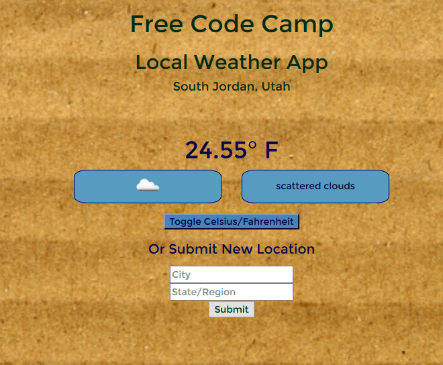 Free Code Camp
Local Weather App
South Jordan, Utah
24.55° F
scattered clouds
Toggle Celsius/Fahrenheit
Or Submit New Location
City
State/Region
Submit